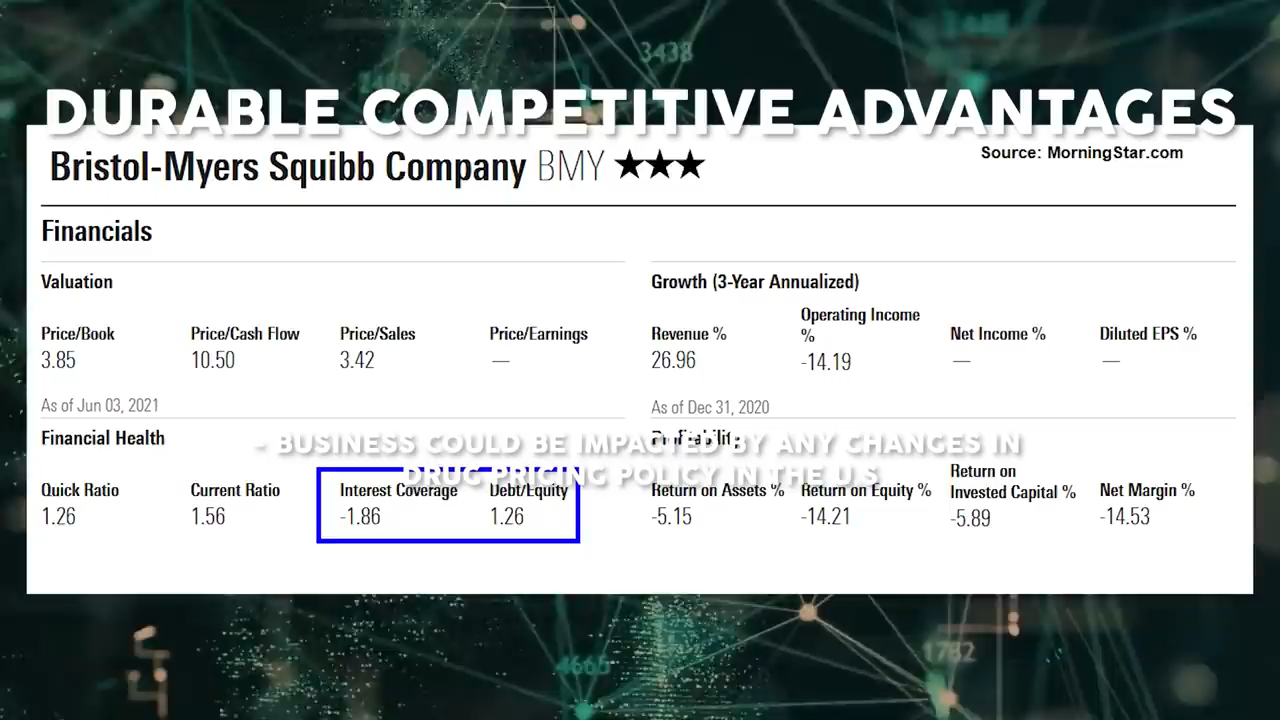 3438
DURABLE COMPETITIVE ADVANTAGES
Bristol-Myers Squibb Company BMY ★★★
Source: MorningStar.com
Financials
Valuation
Price/Book Price/Cash Flow Price/Sales Price/Earnings
3.85 10.50 3.42 —
As of Jun 03, 2021
Growth (3-Year Annualized)
Revenue % Operating Income % Net Income % Diluted EPS %
26.96 -14.19 — —
As of Dec 31, 2020
Financial Health
Quick Ratio Current Ratio Interest Coverage Debt/Equity
1.26 1.56 -1.86 1.26
Profitability
Return on Assets % Return on Equity % Return on Invested Capital % Net Margin %
-5.15 -14.21 -5.89 -14.53
- BUSINESS COULD BE IMPACTED BY ANY CHANGES IN
DRUG PRICING POLICY IN THE U.S
4665
1782